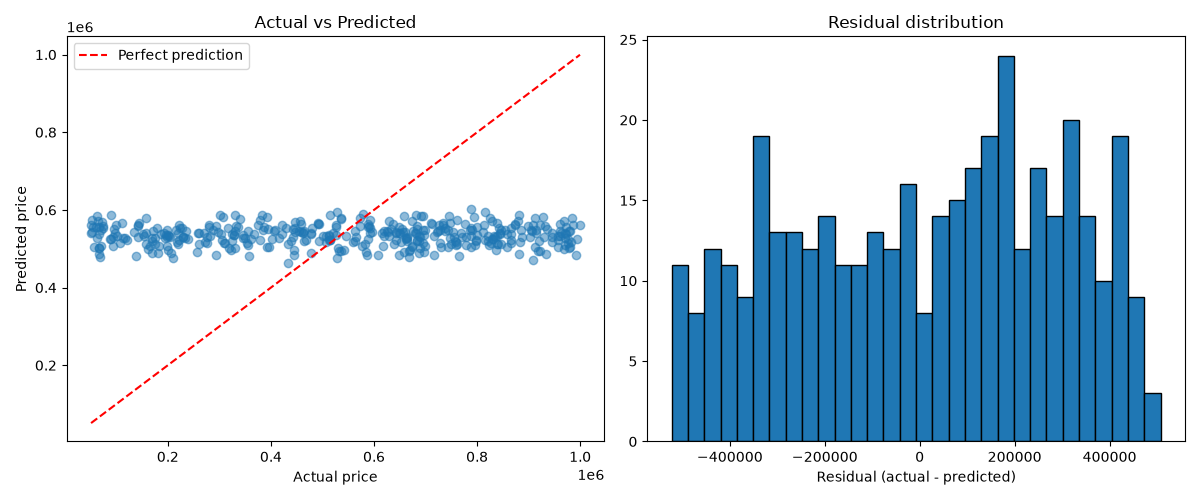 Actual vs Predicted
1e6
Perfect prediction
1.0
0.8
0.6
0.4
0.2
Predicted price
0.2 0.4 0.6 0.8 1.0
1e6
Actual price
Residual distribution
25
20
15
10
5
0
−400000 −200000 0 200000 400000
Residual (actual - predicted)